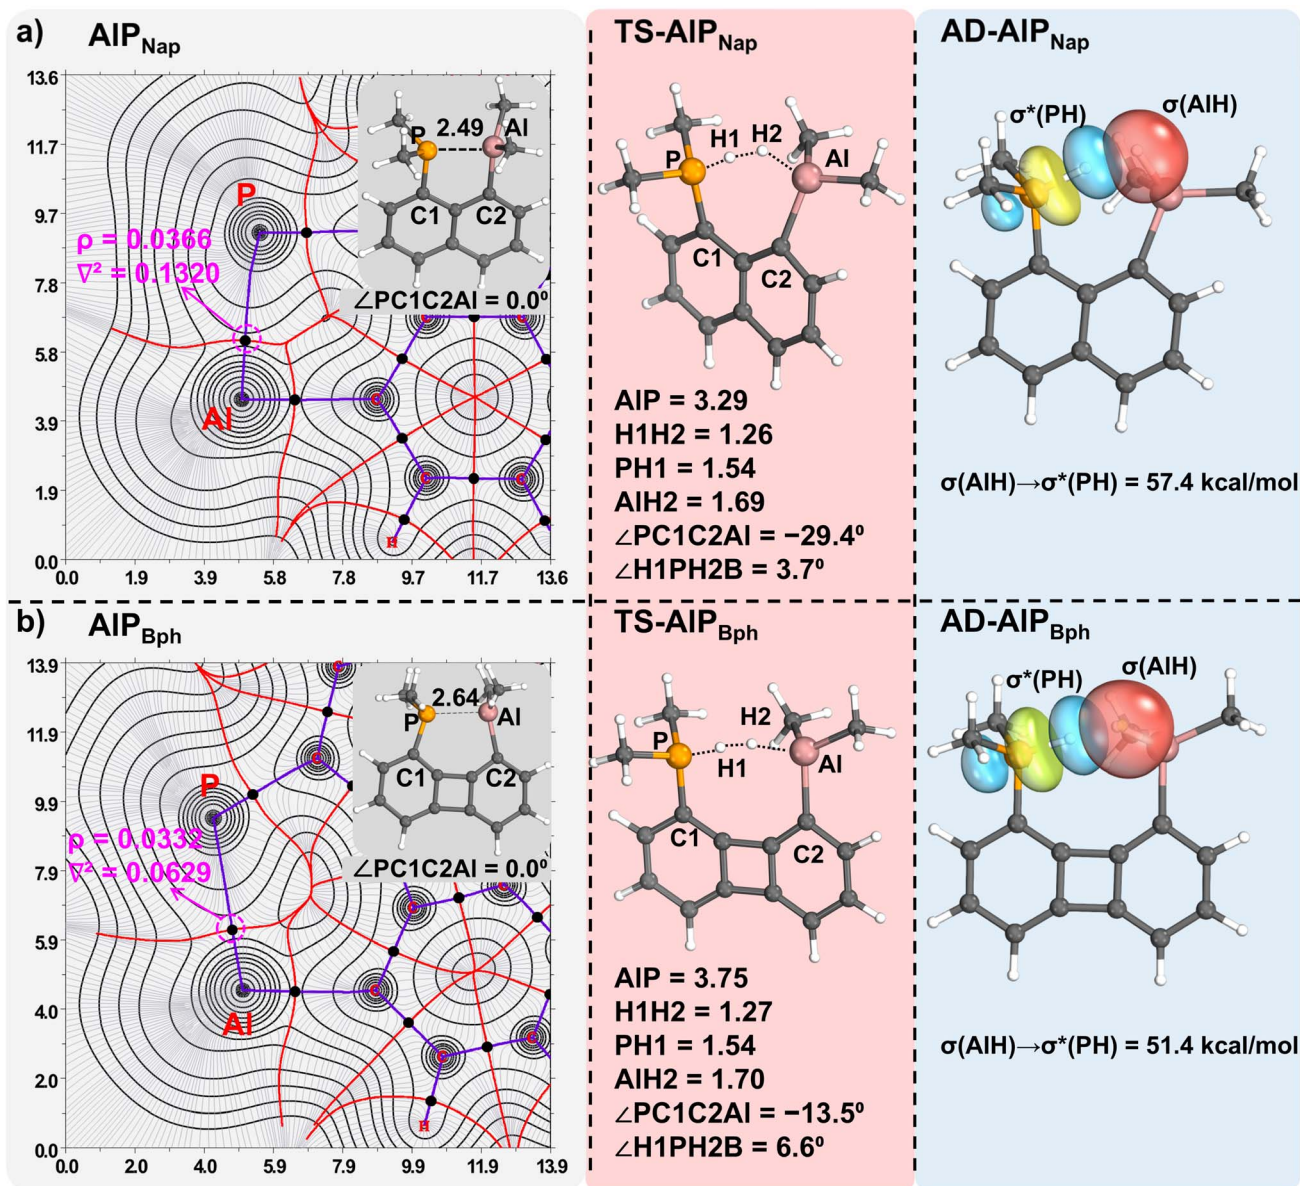 a) AlP_Nap
13.6
11.7
9.7
7.8
5.8
3.9
1.9
0.0
0.0 1.9 3.9 5.8 7.8 9.7 11.7 13.6
P
ρ = 0.0366
∇² = 0.1320
Al
C C
C
C C
H
2.49
P Al
C1 C2
∠PC1C2Al = 0.0⁰
TS-AlP_Nap
H1 H2
P Al
C1
C2
AlP = 3.29
H1H2 = 1.26
PH1 = 1.54
AlH2 = 1.69
∠PC1C2Al = −29.4⁰
∠H1PH2B = 3.7⁰
AD-AlP_Nap
σ*(PH) σ(AlH)
σ(AlH)→σ*(PH) = 57.4 kcal/mol
b) AlP_Bph
13.9
11.9
9.9
7.9
5.9
4.0
2.0
0.0
0.0 2.0 4.0 5.9 7.9 9.9 11.9 13.9
P
ρ = 0.0332
∇² = 0.0629
Al
C
C
C C
C
C C
H
2.64
P Al
C1 C2
∠PC1C2Al = 0.0⁰
TS-AlP_Bph
H2
P
H1 Al
C1
C2
AlP = 3.75
H1H2 = 1.27
PH1 = 1.54
AlH2 = 1.70
∠PC1C2Al = −13.5⁰
∠H1PH2B = 6.6⁰
AD-AlP_Bph
σ*(PH) σ(AlH)
σ(AlH)→σ*(PH) = 51.4 kcal/mol